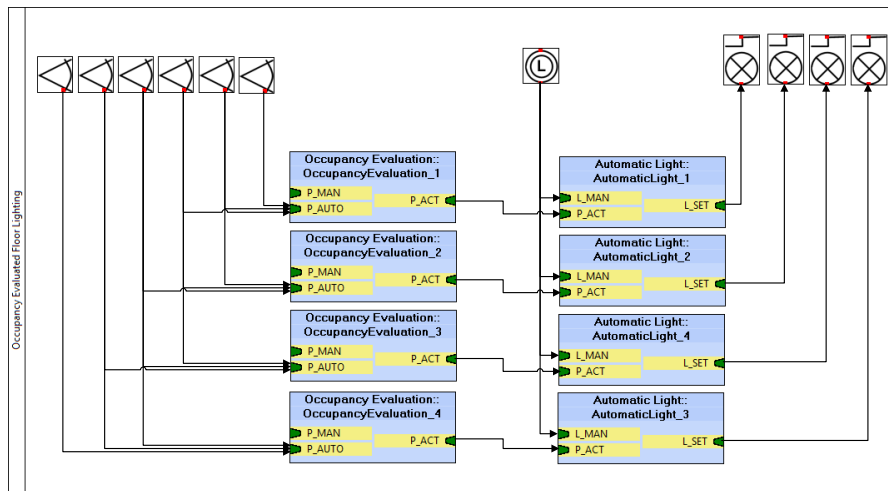 Occupancy Evaluated Floor Lighting
L
Occupancy Evaluation::
OccupancyEvaluation_1
P_MAN
P_AUTO
P_ACT
Automatic Light::
AutomaticLight_1
L_MAN
P_ACT
L_SET
Occupancy Evaluation::
OccupancyEvaluation_2
P_MAN
P_AUTO
P_ACT
Automatic Light::
AutomaticLight_2
L_MAN
P_ACT
L_SET
Occupancy Evaluation::
OccupancyEvaluation_3
P_MAN
P_AUTO
P_ACT
Automatic Light::
AutomaticLight_4
L_MAN
P_ACT
L_SET
Occupancy Evaluation::
OccupancyEvaluation_4
P_MAN
P_AUTO
P_ACT
Automatic Light::
AutomaticLight_3
L_MAN
P_ACT
L_SET